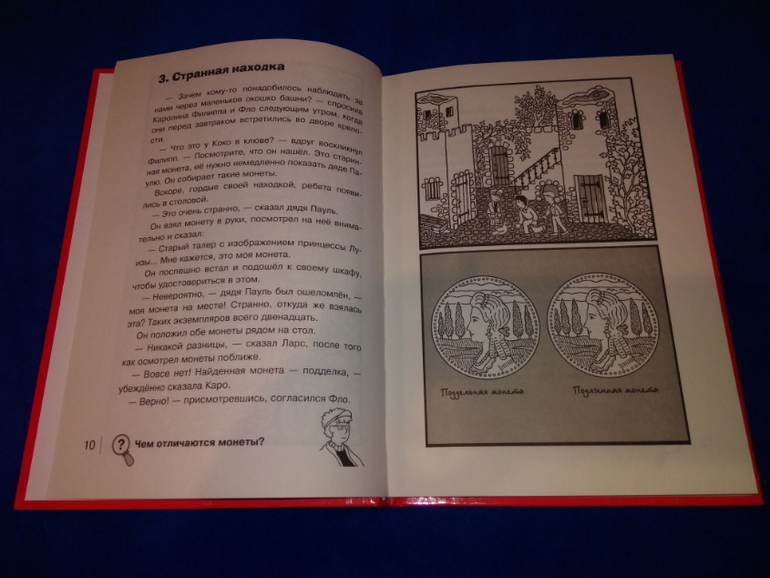 3. Странная находка
— Зачем кому-то понадобилось наблюдать за
нами через маленькое окошко башни? — спросила
Каролина Филиппа и Фло следующим утром, когда
они перед завтраком встретились во дворе крепо-
сти.
— Что это у Коко в клюве? — вдруг воскликнул
Филипп. — Посмотрите, что он нашёл. Это старин-
ная монета, её нужно немедленно показать дяде Па-
улю. Он собирает такие монеты.
Вскоре, гордые своей находкой, ребята появи-
лись в столовой.
— Это очень странно, — сказал дядя Пауль.
Он взял монету в руки, посмотрел на неё внима-
тельно и сказал:
— Старый талер с изображением принцессы Лу-
изы... Мне кажется, это моя монета.
Он поспешно встал и подошёл к своему шкафу,
чтобы удостовериться в этом.
— Невероятно, — дядя Пауль был ошеломлён, —
моя монета на месте! Странно, откуда же взялась
эта? Таких экземпляров всего двенадцать.
Он положил обе монеты рядом на стол.
— Никакой разницы, — сказал Ларс, после того
как осмотрел монеты поближе.
— Вовсе нет! Найденная монета — подделка, —
убеждённо сказала Каро.
— Верно! — присмотревшись, согласился Фло.
10
? Чем отличаются монеты?
Поддельная монета
Подлинная монета